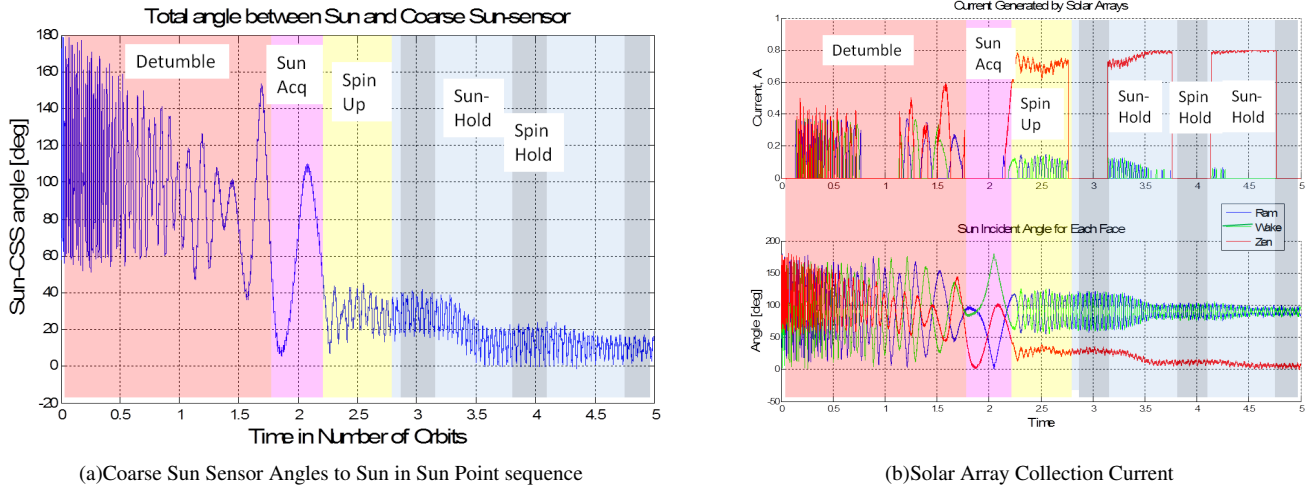 Total angle between Sun and Coarse Sun-sensor
180
160
140
120
100
80
60
40
20
0
-20
Sun-CSS angle [deg]
Detumble
Sun
Acq
Spin
Up
Sun-
Hold
Spin
Hold
0 0.5 1 1.5 2 2.5 3 3.5 4 4.5 5
Time in Number of Orbits
(a)Coarse Sun Sensor Angles to Sun in Sun Point sequence
Current Generated by Solar Arrays
1
0.8
0.6
0.4
0.2
0
Current, A
Detumble
Sun
Acq
Spin
Up
Sun-
Hold
Spin
Hold
Sun-
Hold
0 0.5 1 1.5 2 2.5 3 3.5 4 4.5 5
Ram
Wake
Zen
Sun Incident Angle for Each Face
200
150
100
50
0
Angle [deg]
0 0.5 1 1.5 2 2.5 3 3.5 4 4.5 5
Time
(b)Solar Array Collection Current